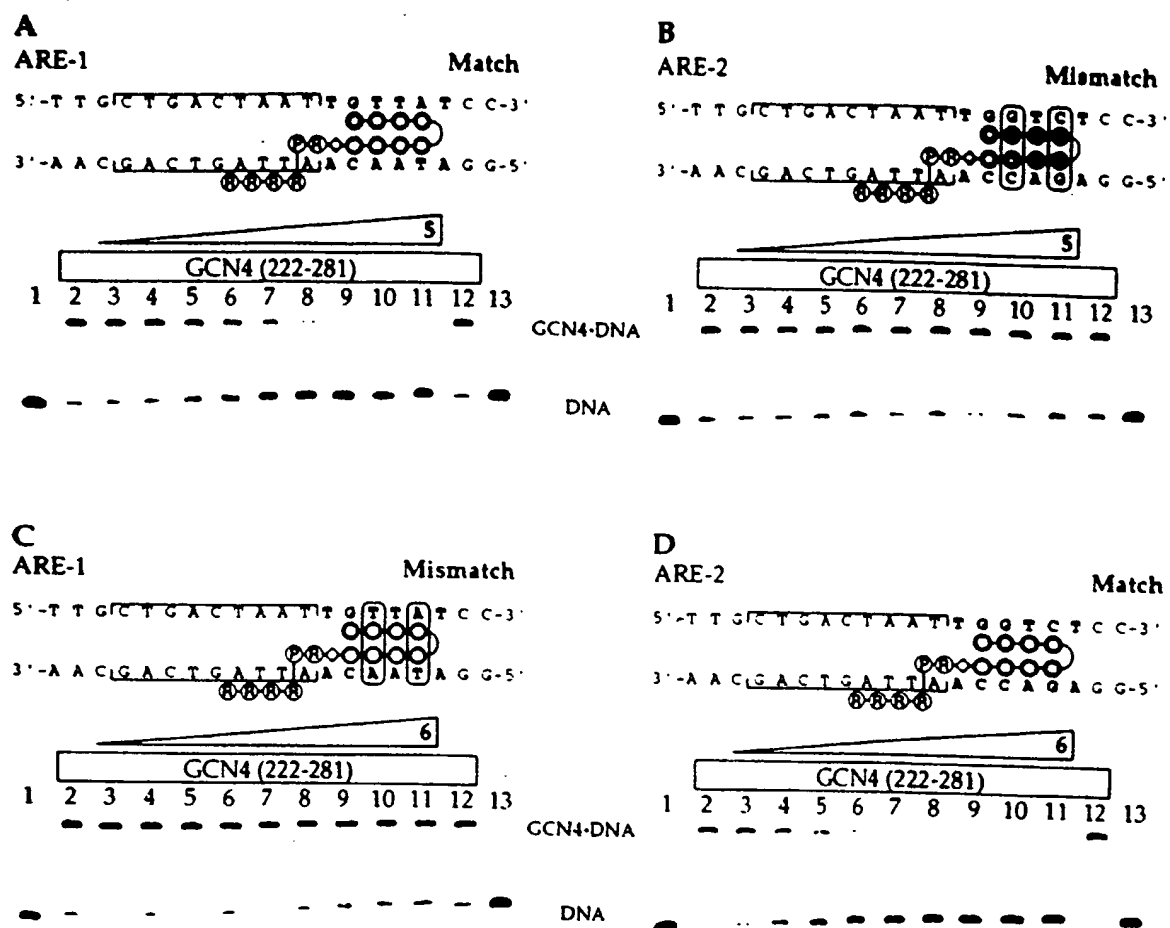 A
ARE-1 Match
5'-T T G C T G A C T A A T T G T T A T C C-3'
P R
3'-A A C G A C T G A T T A A C A A T A G G-5'
R R R R
5
GCN4 (222-281)
1 2 3 4 5 6 7 8 9 10 11 12 13
B
ARE-2 Mismatch
5'-T T G C T G A C T A A T T G G T C T C C-3'
P R
3'-A A C G A C T G A T T A A C C A G A G G-5'
R R R R
5
GCN4 (222-281)
1 2 3 4 5 6 7 8 9 10 11 12 13
GCN4•DNA
DNA
C
ARE-1 Mismatch
5'-T T G C T G A C T A A T T G T T A T C C-3'
P R
3'-A A C G A C T G A T T A A C A A T A G G-5'
R R R R
6
GCN4 (222-281)
1 2 3 4 5 6 7 8 9 10 11 12 13
D
ARE-2 Match
5'-T T G C T G A C T A A T T G G T C T C C-3'
P R
3'-A A C G A C T G A T T A A C C A G A G G-5'
R R R R
6
GCN4 (222-281)
1 2 3 4 5 6 7 8 9 10 11 12 13
GCN4•DNA
DNA